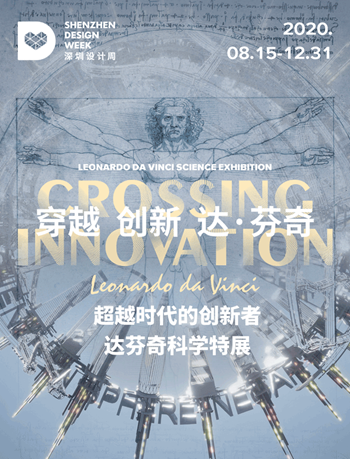 SHENZHEN
DESIGN
WEEK
深圳设计周
2020.
08.15-12.31
LEONARDO DA VINCI SCIENCE EXHIBITION
CROSSING
穿越 创新 达·芬奇
INNOVATION
Leonardo da Vinci
超越时代的创新者
达芬奇科学特展